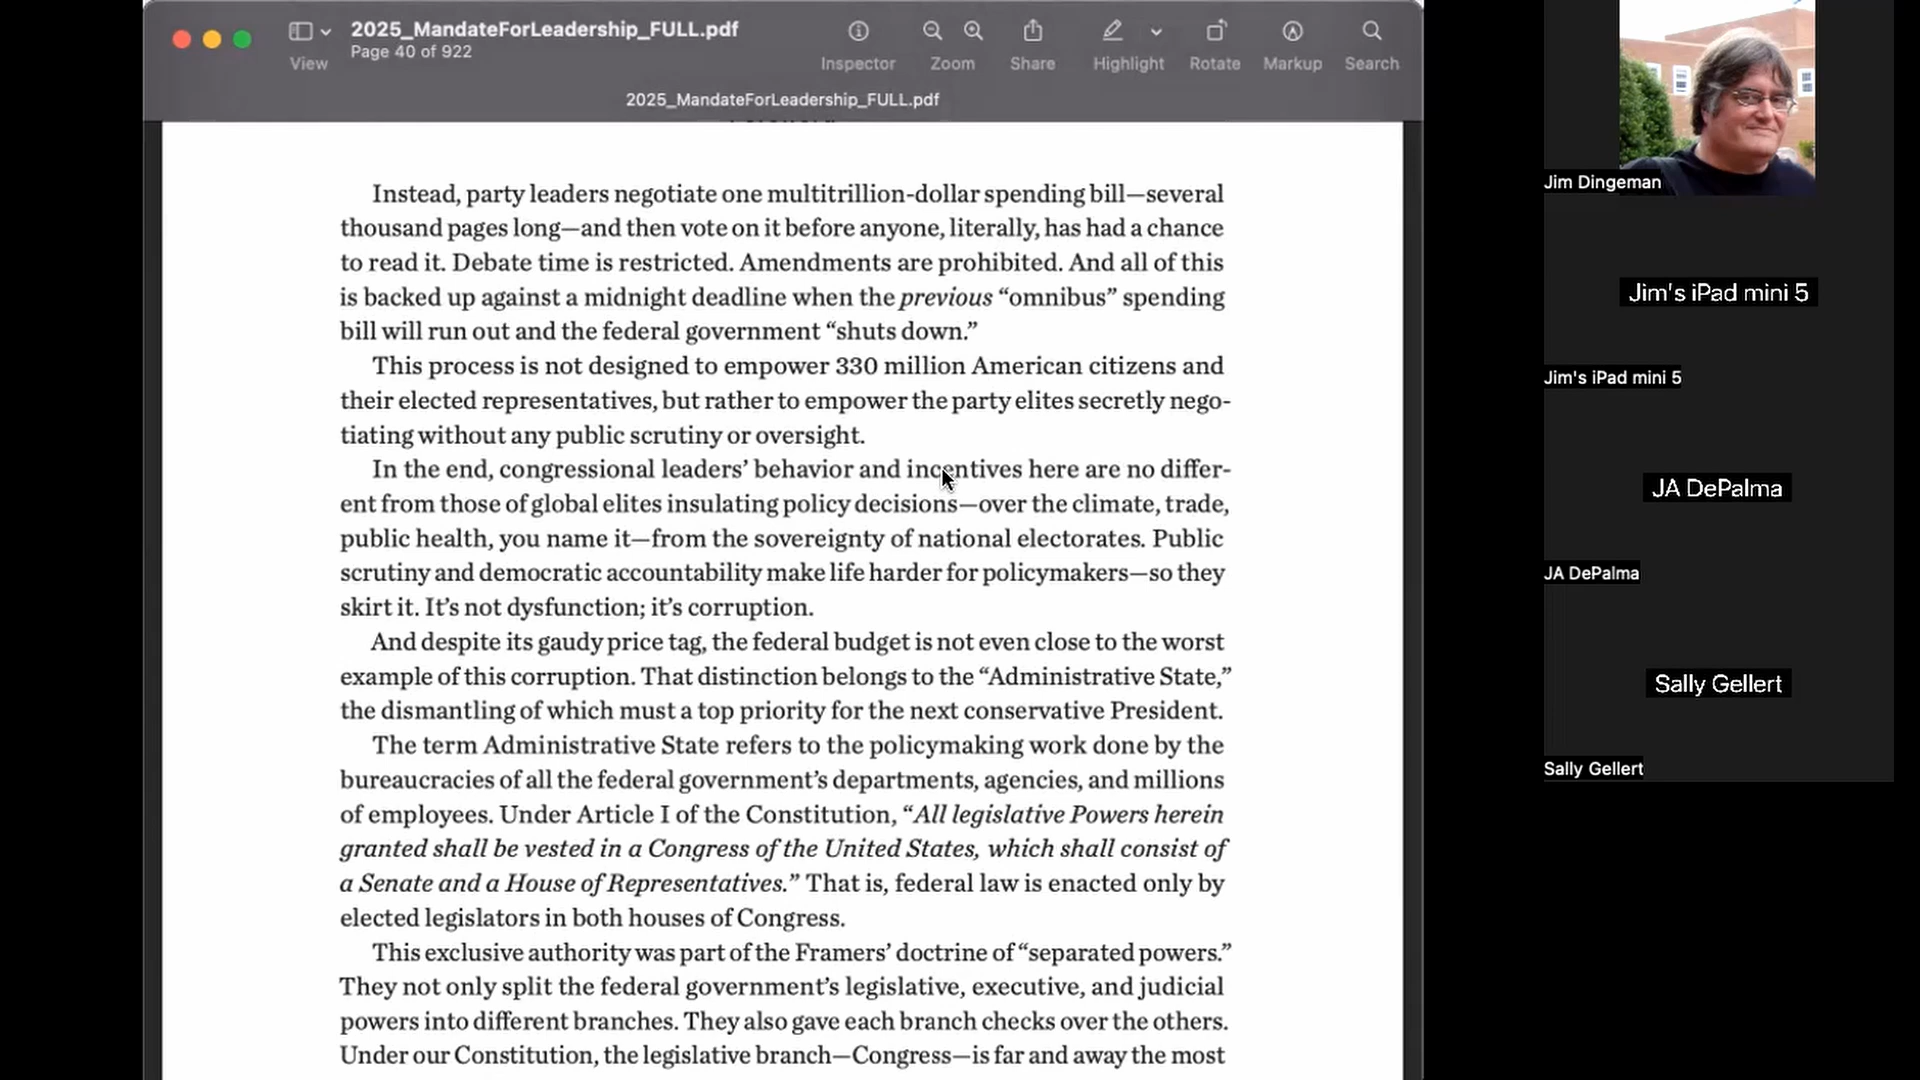 2025_MandateForLeadership_FULL.pdf
Page 40 of 922
View
Inspector
Zoom
Share
Highlight
Rotate
Markup
Search
2025_MandateForLeadership_FULL.pdf
Instead, party leaders negotiate one multitrillion-dollar spending bill—several
thousand pages long—and then vote on it before anyone, literally, has had a chance
to read it. Debate time is restricted. Amendments are prohibited. And all of this
is backed up against a midnight deadline when the previous “omnibus” spending
bill will run out and the federal government “shuts down.”
This process is not designed to empower 330 million American citizens and
their elected representatives, but rather to empower the party elites secretly nego-
tiating without any public scrutiny or oversight.
In the end, congressional leaders’ behavior and incentives here are no differ-
ent from those of global elites insulating policy decisions—over the climate, trade,
public health, you name it—from the sovereignty of national electorates. Public
scrutiny and democratic accountability make life harder for policymakers—so they
skirt it. It’s not dysfunction; it’s corruption.
And despite its gaudy price tag, the federal budget is not even close to the worst
example of this corruption. That distinction belongs to the “Administrative State,”
the dismantling of which must a top priority for the next conservative President.
The term Administrative State refers to the policymaking work done by the
bureaucracies of all the federal government’s departments, agencies, and millions
of employees. Under Article I of the Constitution, “All legislative Powers herein
granted shall be vested in a Congress of the United States, which shall consist of
a Senate and a House of Representatives.” That is, federal law is enacted only by
elected legislators in both houses of Congress.
This exclusive authority was part of the Framers’ doctrine of “separated powers.”
They not only split the federal government’s legislative, executive, and judicial
powers into different branches. They also gave each branch checks over the others.
Under our Constitution, the legislative branch—Congress—is far and away the most
Jim Dingeman
Jim's iPad mini 5
Jim's iPad mini 5
JA DePalma
JA DePalma
Sally Gellert
Sally Gellert